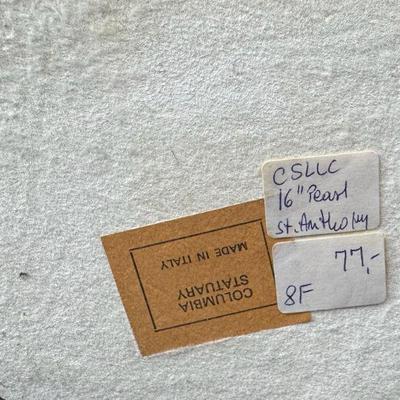 CSLLC
16" Pearl
St. Anthony
77,-
8F
COLUMBIA
STATUARY
MADE IN ITALY